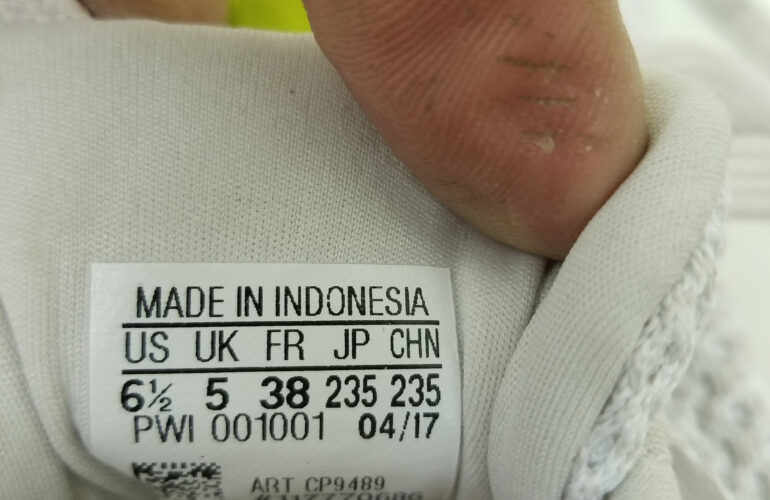 MADE IN INDONESIA
US UK FR JP CHN
6½ 5 38 235 235
PWI 001001 04/17
ART CP9489